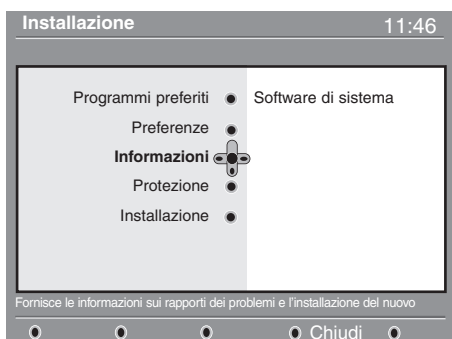 Installazione 11:46
Programmi preferiti Software di sistema
Preferenze
Informazioni
Protezione
Installazione
Fornisce le informazioni sui rapporti dei problemi e l'installazione del nuovo
Chiudi